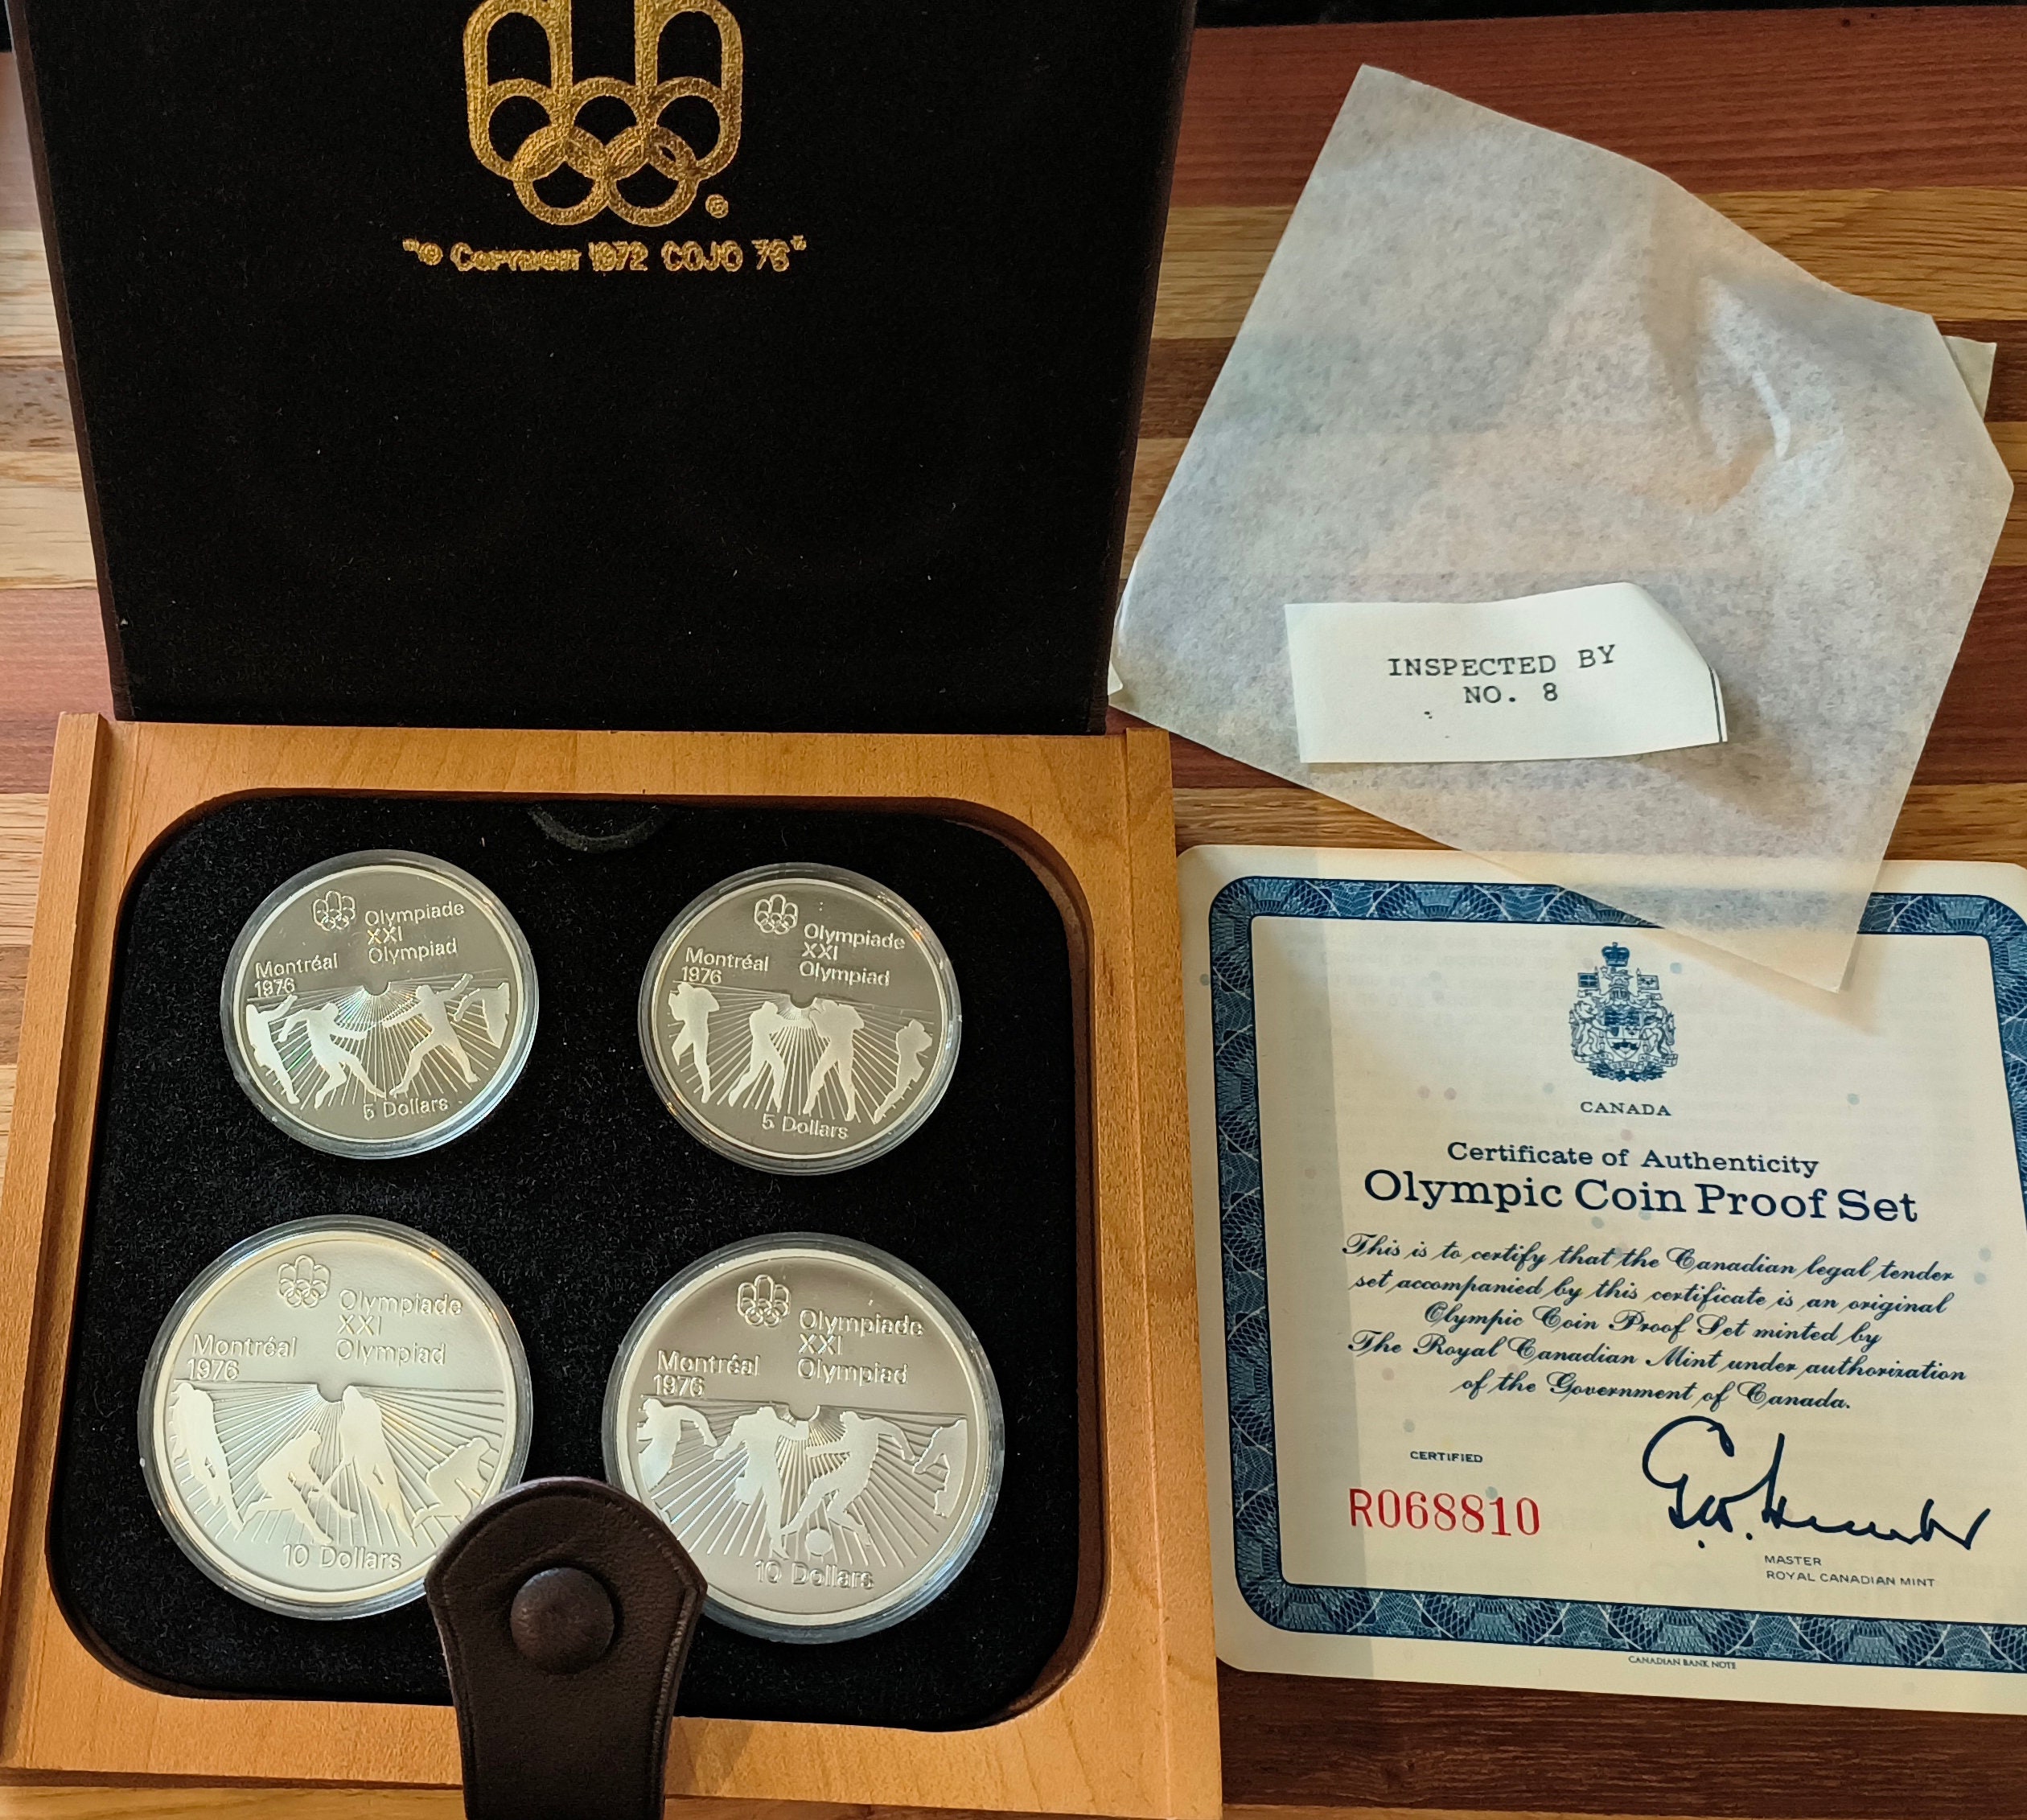 "© Copyright 1972 COJO 76"
INSPECTED BY
NO. 8
Olympiade
XXI
Olympiad
Montréal
1976
5 Dollars
Olympiade
XXI
Olympiad
Montréal
1976
5 Dollars
Olympiade
XXI
Olympiad
Montréal
1976
10 Dollars
Olympiade
XXI
Olympiad
Montréal
1976
10 Dollars
CANADA
Certificate of Authenticity
Olympic Coin Proof Set
This is to certify that the Canadian legal tender
set accompanied by this certificate is an original
Olympic Coin Proof Set minted by
The Royal Canadian Mint under authorization
of the Government of Canada.
CERTIFIED
R068810
MASTER
ROYAL CANADIAN MINT
CANADIAN BANK NOTE